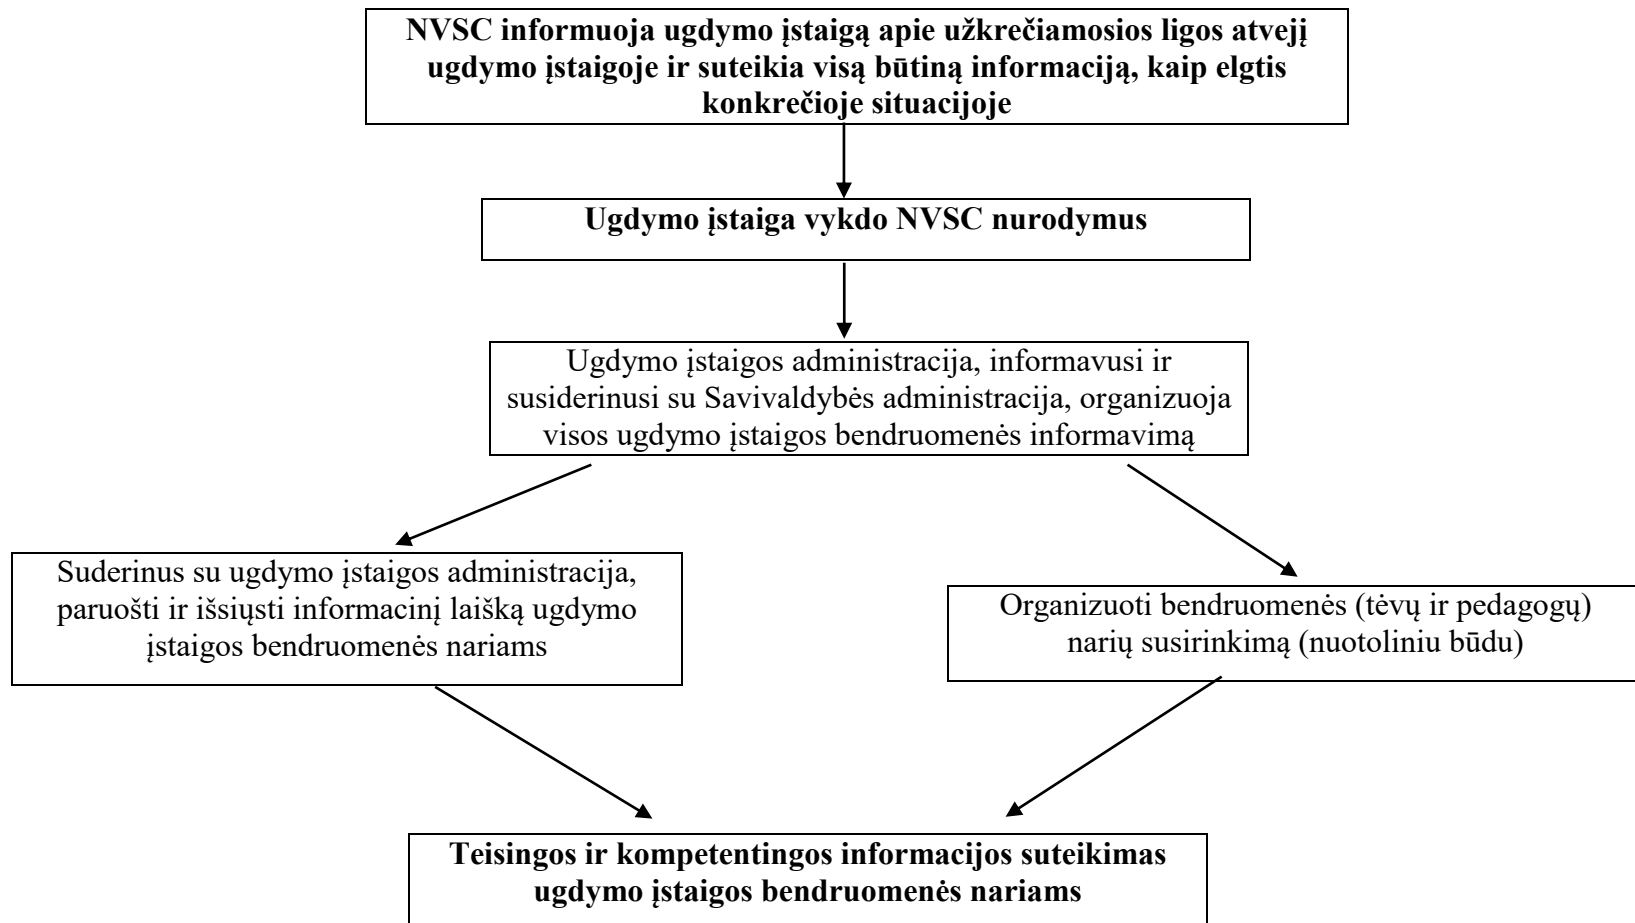 NVSC informuoja ugdymo įstaigą apie užkrečiamosios ligos atvejį
ugdymo įstaigoje ir suteikia visą būtiną informaciją, kaip elgtis
konkrečioje situacijoje
Ugdymo įstaiga vykdo NVSC nurodymus
Ugdymo įstaigos administracija, informavusi ir
susiderinusi su Savivaldybės administracija, organizuoja
visos ugdymo įstaigos bendruomenės informavimą
Suderinus su ugdymo įstaigos administracija,
paruošti ir išsiųsti informacinį laišką ugdymo
įstaigos bendruomenės nariams
Organizuoti bendruomenės (tėvų ir pedagogų)
narių susirinkimą (nuotoliniu būdu)
Teisingos ir kompetentingos informacijos suteikimas
ugdymo įstaigos bendruomenės nariams